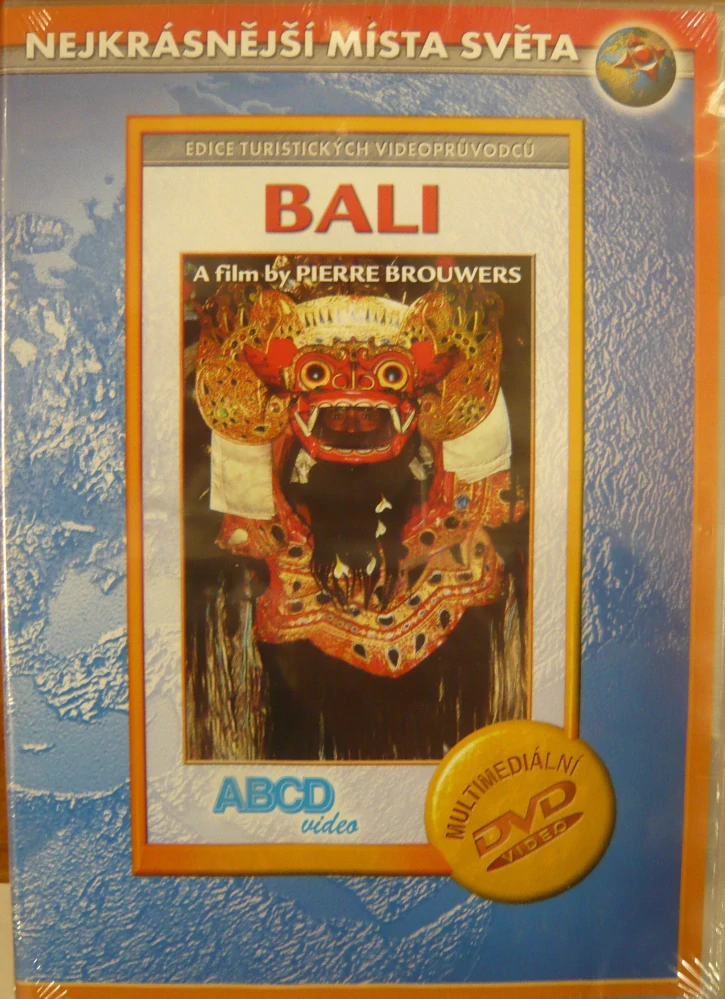 NEJKRÁSNĚJŠÍ MÍSTA SVĚTA
EDICE TURISTICKÝCH VIDEOPRŮVODCŮ
BALI
A film by PIERRE BROUWERS
ABCD
video
MULTIMEDIÁLNÍ
DVD
VIDEO